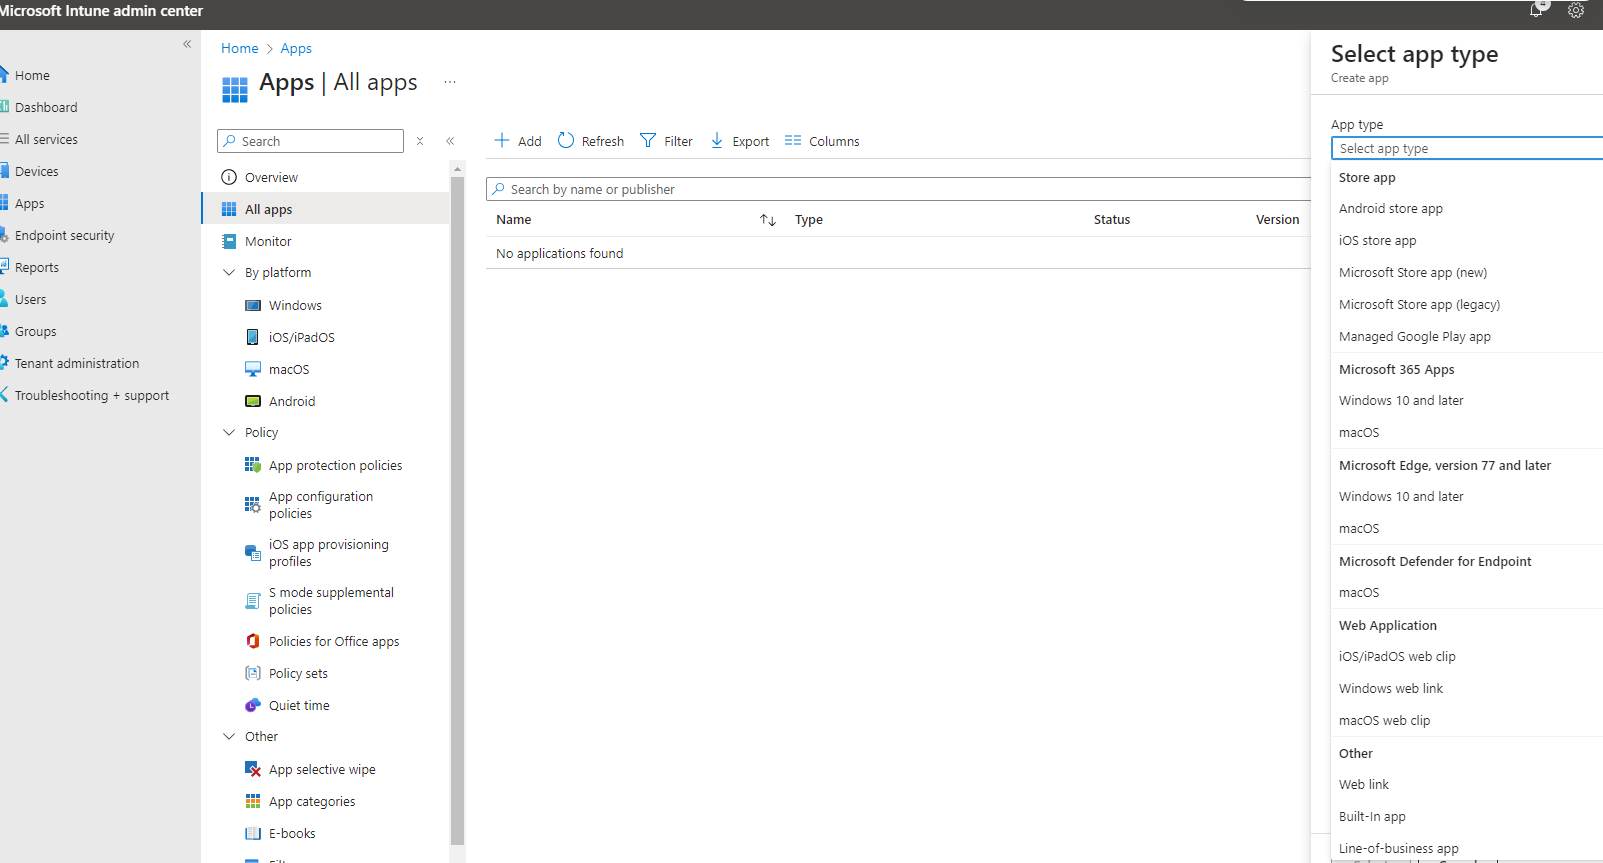 Microsoft Intune admin center
4
Home
Dashboard
All services
Devices
Apps
Endpoint security
Reports
Users
Groups
Tenant administration
Troubleshooting + support
Home > Apps
Apps | All apps
Search
Overview
All apps
Monitor
By platform
Windows
iOS/iPadOS
macOS
Android
Policy
App protection policies
App configuration
policies
iOS app provisioning
profiles
S mode supplemental
policies
Policies for Office apps
Policy sets
Quiet time
Other
App selective wipe
App categories
E-books
Add Refresh Filter Export Columns
Search by name or publisher
Name Type Status Version
No applications found
Select app type
Create app
App type
Select app type
Store app
Android store app
iOS store app
Microsoft Store app (new)
Microsoft Store app (legacy)
Managed Google Play app
Microsoft 365 Apps
Windows 10 and later
macOS
Microsoft Edge, version 77 and later
Windows 10 and later
macOS
Microsoft Defender for Endpoint
macOS
Web Application
iOS/iPadOS web clip
Windows web link
macOS web clip
Other
Web link
Built-In app
Line-of-business app